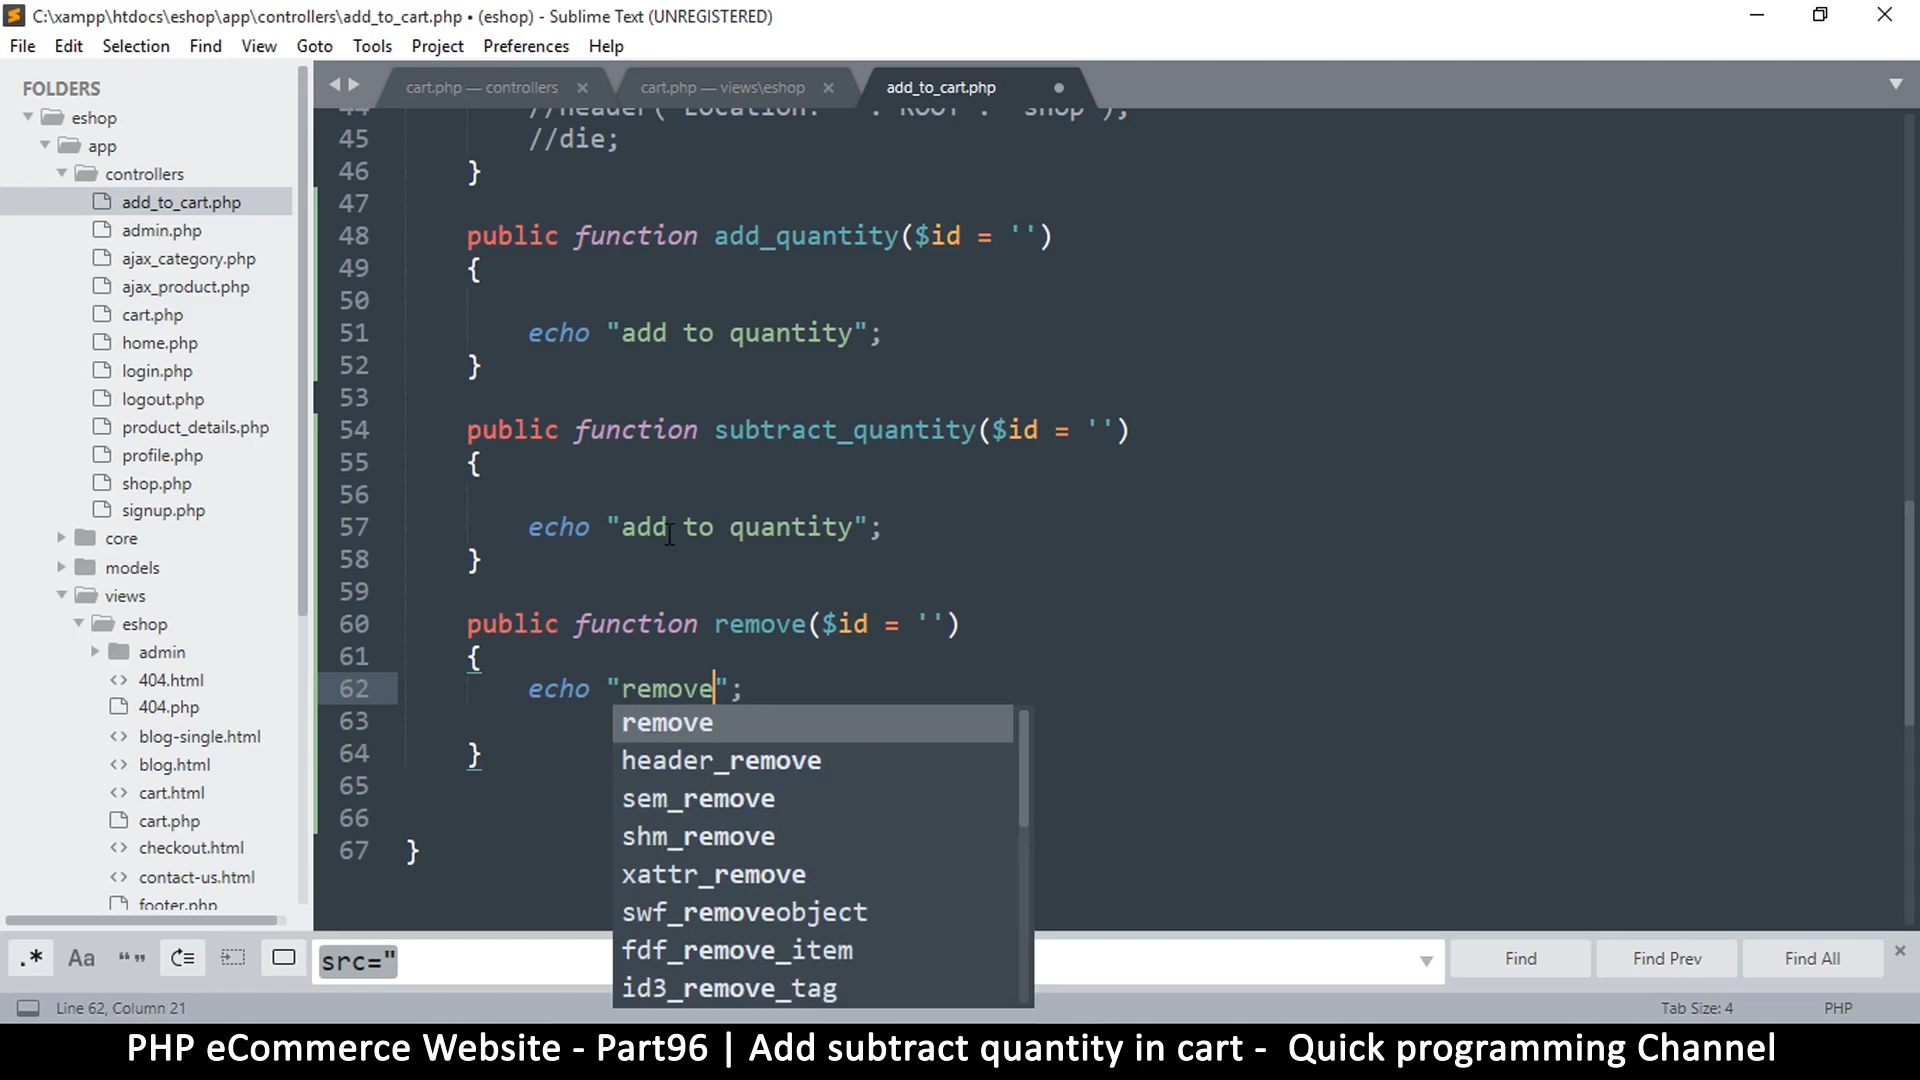 C:\xampp\htdocs\eshop\app\controllers\add_to_cart.php • (eshop) - Sublime Text (UNREGISTERED)
File Edit Selection Find View Goto Tools Project Preferences Help
FOLDERS
eshop
app
controllers
add_to_cart.php
admin.php
ajax_category.php
ajax_product.php
cart.php
home.php
login.php
logout.php
product_details.php
profile.php
shop.php
signup.php
core
models
views
eshop
admin
404.html
404.php
blog-single.html
blog.html
cart.html
cart.php
checkout.html
contact-us.html
footer.php
cart.php — controllers
cart.php — views\eshop
add_to_cart.php
44 //header("Location: " . ROOT . "shop");
45 //die;
46 }
47
48 public function add_quantity($id = '')
49 {
50
51 echo "add to quantity";
52 }
53
54 public function subtract_quantity($id = '')
55 {
56
57 echo "add to quantity";
58 }
59
60 public function remove($id = '')
61 {
62 echo "remove";
63
64 }
65
66
67 }
remove
header_remove
sem_remove
shm_remove
xattr_remove
swf_removeobject
fdf_remove_item
id3_remove_tag
.* Aa “ ” src="
Find Find Prev Find All
Line 62, Column 21
Tab Size: 4 PHP
PHP eCommerce Website - Part96 | Add subtract quantity in cart - Quick programming Channel